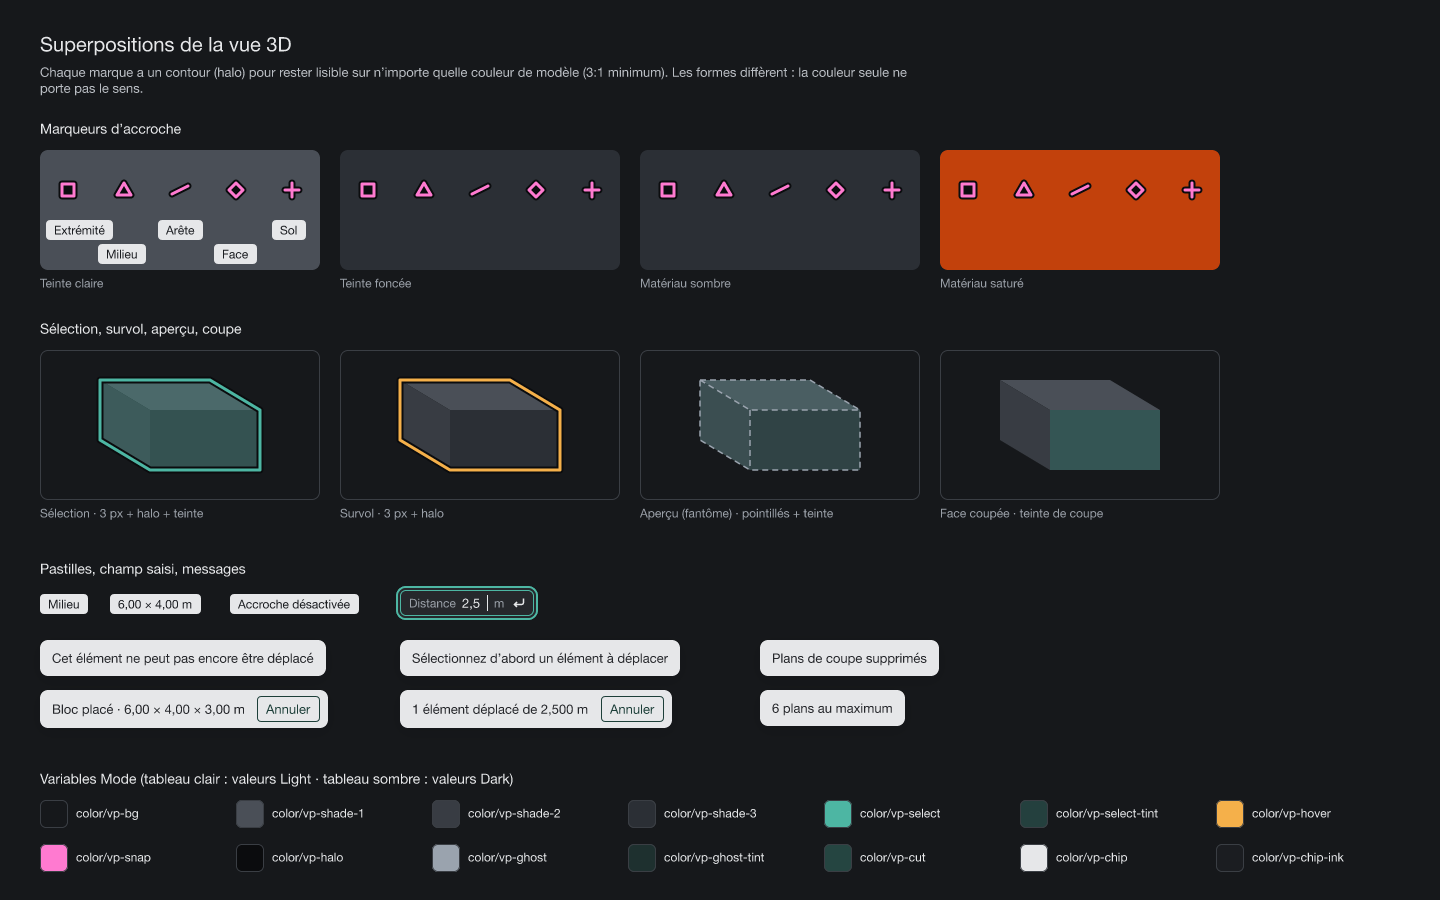 Superpositions de la vue 3D
Chaque marque a un contour (halo) pour rester lisible sur n’importe quelle couleur de modèle (3:1 minimum). Les formes diffèrent : la couleur seule ne
porte pas le sens.
Marqueurs d’accroche
Extrémité
Arête
Sol
Milieu
Face
Teinte claire
Teinte foncée
Matériau sombre
Matériau saturé
Sélection, survol, aperçu, coupe
Sélection · 3 px + halo + teinte
Survol · 3 px + halo
Aperçu (fantôme) · pointillés + teinte
Face coupée · teinte de coupe
Pastilles, champ saisi, messages
Milieu
6,00 × 4,00 m
Accroche désactivée
Distance 2,5 m
Cet élément ne peut pas encore être déplacé
Sélectionnez d’abord un élément à déplacer
Plans de coupe supprimés
Bloc placé · 6,00 × 4,00 × 3,00 m
Annuler
1 élément déplacé de 2,500 m
Annuler
6 plans au maximum
Variables Mode (tableau clair : valeurs Light · tableau sombre : valeurs Dark)
color/vp-bg
color/vp-shade-1
color/vp-shade-2
color/vp-shade-3
color/vp-select
color/vp-select-tint
color/vp-hover
color/vp-snap
color/vp-halo
color/vp-ghost
color/vp-ghost-tint
color/vp-cut
color/vp-chip
color/vp-chip-ink